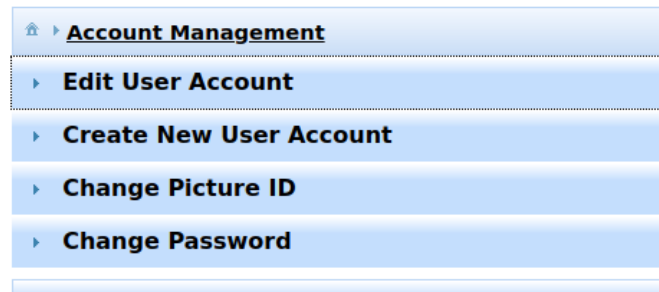 Account Management
Edit User Account
Create New User Account
Change Picture ID
Change Password